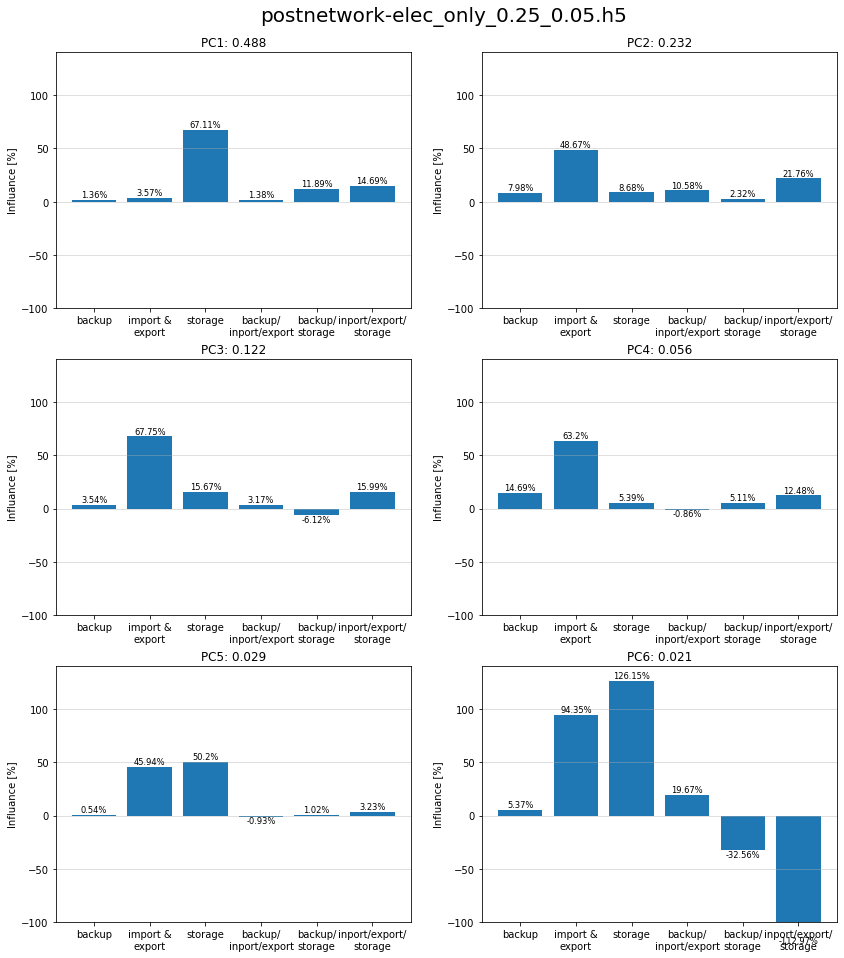 postnetwork-elec_only_0.25_0.05.h5
PC1: 0.488
Influance [%]
100
50
0
−50
−100
1.36%
3.57%
67.11%
1.38%
11.89%
14.69%
backup
import &
export
storage
backup/
inport/export
backup/
storage
inport/export/
storage
PC2: 0.232
Influance [%]
100
50
0
−50
−100
7.98%
48.67%
8.68%
10.58%
2.32%
21.76%
backup
import &
export
storage
backup/
inport/export
backup/
storage
inport/export/
storage
PC3: 0.122
Influance [%]
100
50
0
−50
−100
3.54%
67.75%
15.67%
3.17%
-6.12%
15.99%
backup
import &
export
storage
backup/
inport/export
backup/
storage
inport/export/
storage
PC4: 0.056
Influance [%]
100
50
0
−50
−100
14.69%
63.2%
5.39%
-0.86%
5.11%
12.48%
backup
import &
export
storage
backup/
inport/export
backup/
storage
inport/export/
storage
PC5: 0.029
Influance [%]
100
50
0
−50
−100
0.54%
45.94%
50.2%
-0.93%
1.02%
3.23%
backup
import &
export
storage
backup/
inport/export
backup/
storage
inport/export/
storage
PC6: 0.021
Influance [%]
100
50
0
−50
−100
5.37%
94.35%
126.15%
19.67%
-32.56%
-112.97%
backup
import &
export
storage
backup/
inport/export
backup/
storage
inport/export/
storage